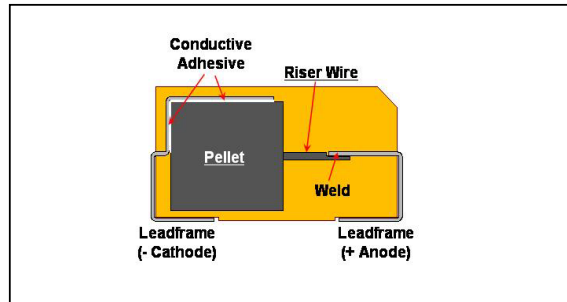 Conductive
Adhesive
Riser Wire
Pellet
Weld
Leadframe
(- Cathode)
Leadframe
(+ Anode)